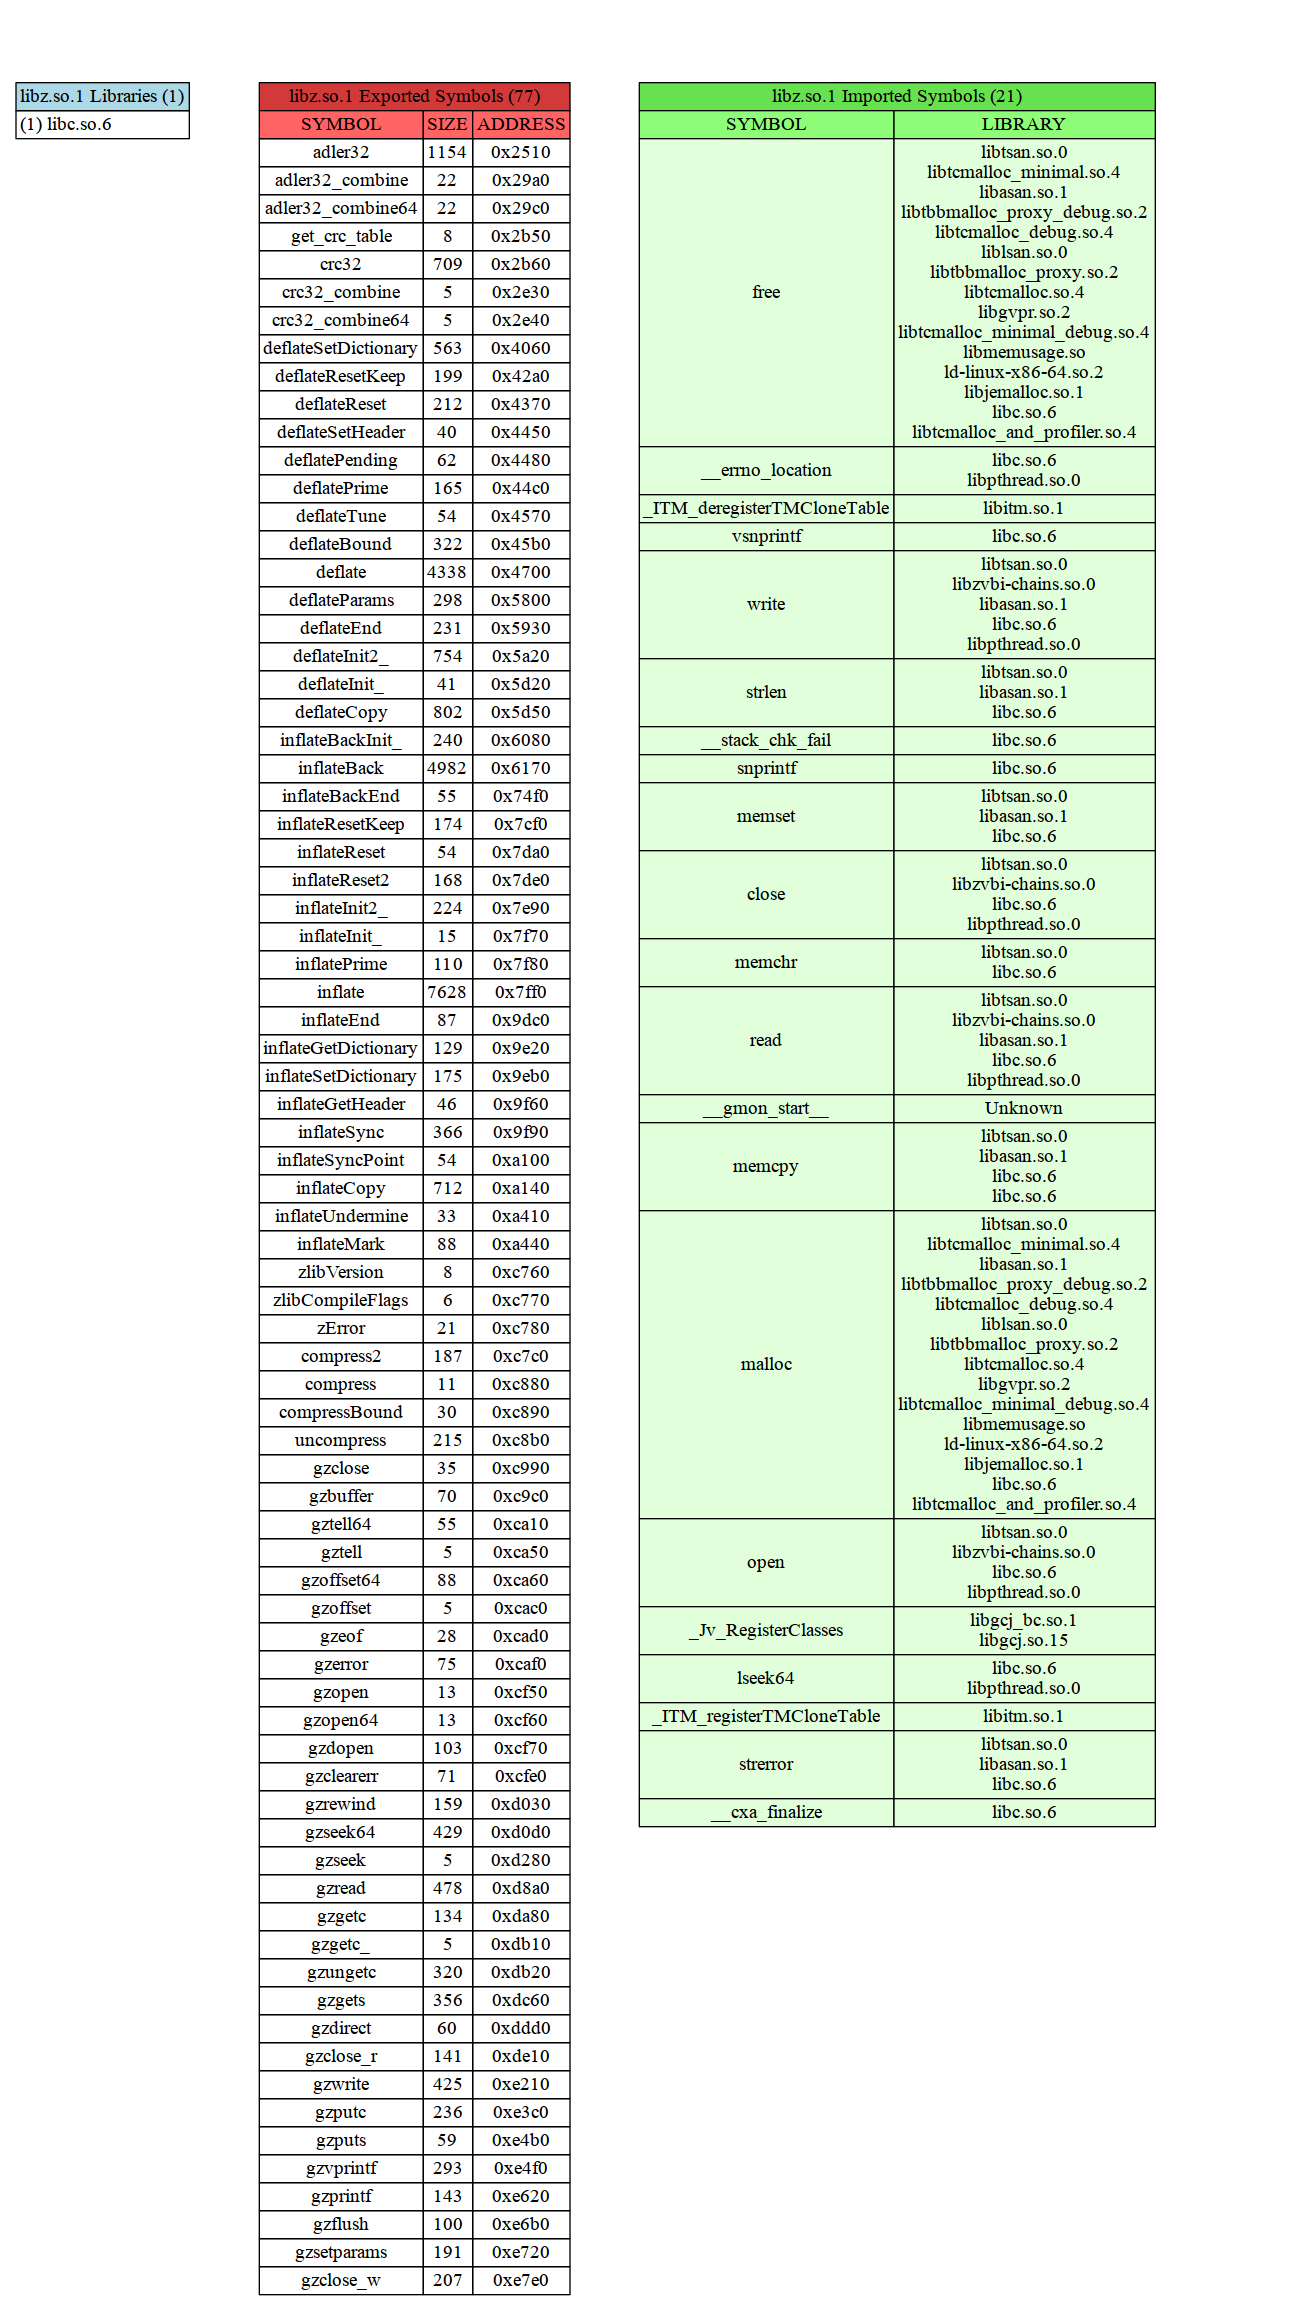 libz.so.1 Libraries (1)
(1) libc.so.6
libz.so.1 Exported Symbols (77)
SYMBOL SIZE ADDRESS
adler32 1154 0x2510
adler32_combine 22 0x29a0
adler32_combine64 22 0x29c0
get_crc_table 8 0x2b50
crc32 709 0x2b60
crc32_combine 5 0x2e30
crc32_combine64 5 0x2e40
deflateSetDictionary 563 0x4060
deflateResetKeep 199 0x42a0
deflateReset 212 0x4370
deflateSetHeader 40 0x4450
deflatePending 62 0x4480
deflatePrime 165 0x44c0
deflateTune 54 0x4570
deflateBound 322 0x45b0
deflate 4338 0x4700
deflateParams 298 0x5800
deflateEnd 231 0x5930
deflateInit2_ 754 0x5a20
deflateInit_ 41 0x5d20
deflateCopy 802 0x5d50
inflateBackInit_ 240 0x6080
inflateBack 4982 0x6170
inflateBackEnd 55 0x74f0
inflateResetKeep 174 0x7cf0
inflateReset 54 0x7da0
inflateReset2 168 0x7de0
inflateInit2_ 224 0x7e90
inflateInit_ 15 0x7f70
inflatePrime 110 0x7f80
inflate 7628 0x7ff0
inflateEnd 87 0x9dc0
inflateGetDictionary 129 0x9e20
inflateSetDictionary 175 0x9eb0
inflateGetHeader 46 0x9f60
inflateSync 366 0x9f90
inflateSyncPoint 54 0xa100
inflateCopy 712 0xa140
inflateUndermine 33 0xa410
inflateMark 88 0xa440
zlibVersion 8 0xc760
zlibCompileFlags 6 0xc770
zError 21 0xc780
compress2 187 0xc7c0
compress 11 0xc880
compressBound 30 0xc890
uncompress 215 0xc8b0
gzclose 35 0xc990
gzbuffer 70 0xc9c0
gztell64 55 0xca10
gztell 5 0xca50
gzoffset64 88 0xca60
gzoffset 5 0xcac0
gzeof 28 0xcad0
gzerror 75 0xcaf0
gzopen 13 0xcf50
gzopen64 13 0xcf60
gzdopen 103 0xcf70
gzclearerr 71 0xcfe0
gzrewind 159 0xd030
gzseek64 429 0xd0d0
gzseek 5 0xd280
gzread 478 0xd8a0
gzgetc 134 0xda80
gzgetc_ 5 0xdb10
gzungetc 320 0xdb20
gzgets 356 0xdc60
gzdirect 60 0xddd0
gzclose_r 141 0xde10
gzwrite 425 0xe210
gzputc 236 0xe3c0
gzputs 59 0xe4b0
gzvprintf 293 0xe4f0
gzprintf 143 0xe620
gzflush 100 0xe6b0
gzsetparams 191 0xe720
gzclose_w 207 0xe7e0
libz.so.1 Imported Symbols (21)
SYMBOL LIBRARY
free
libtsan.so.0
libtcmalloc_minimal.so.4
libasan.so.1
libtbbmalloc_proxy_debug.so.2
libtcmalloc_debug.so.4
liblsan.so.0
libtbbmalloc_proxy.so.2
libtcmalloc.so.4
libgvpr.so.2
libtcmalloc_minimal_debug.so.4
libmemusage.so
ld-linux-x86-64.so.2
libjemalloc.so.1
libc.so.6
libtcmalloc_and_profiler.so.4
__errno_location
libc.so.6
libpthread.so.0
_ITM_deregisterTMCloneTable libitm.so.1
vsnprintf libc.so.6
write
libtsan.so.0
libzvbi-chains.so.0
libasan.so.1
libc.so.6
libpthread.so.0
strlen
libtsan.so.0
libasan.so.1
libc.so.6
__stack_chk_fail libc.so.6
snprintf libc.so.6
memset
libtsan.so.0
libasan.so.1
libc.so.6
close
libtsan.so.0
libzvbi-chains.so.0
libc.so.6
libpthread.so.0
memchr
libtsan.so.0
libc.so.6
read
libtsan.so.0
libzvbi-chains.so.0
libasan.so.1
libc.so.6
libpthread.so.0
__gmon_start__ Unknown
memcpy
libtsan.so.0
libasan.so.1
libc.so.6
libc.so.6
malloc
libtsan.so.0
libtcmalloc_minimal.so.4
libasan.so.1
libtbbmalloc_proxy_debug.so.2
libtcmalloc_debug.so.4
liblsan.so.0
libtbbmalloc_proxy.so.2
libtcmalloc.so.4
libgvpr.so.2
libtcmalloc_minimal_debug.so.4
libmemusage.so
ld-linux-x86-64.so.2
libjemalloc.so.1
libc.so.6
libtcmalloc_and_profiler.so.4
open
libtsan.so.0
libzvbi-chains.so.0
libc.so.6
libpthread.so.0
_Jv_RegisterClasses
libgcj_bc.so.1
libgcj.so.15
lseek64
libc.so.6
libpthread.so.0
_ITM_registerTMCloneTable libitm.so.1
strerror
libtsan.so.0
libasan.so.1
libc.so.6
__cxa_finalize libc.so.6